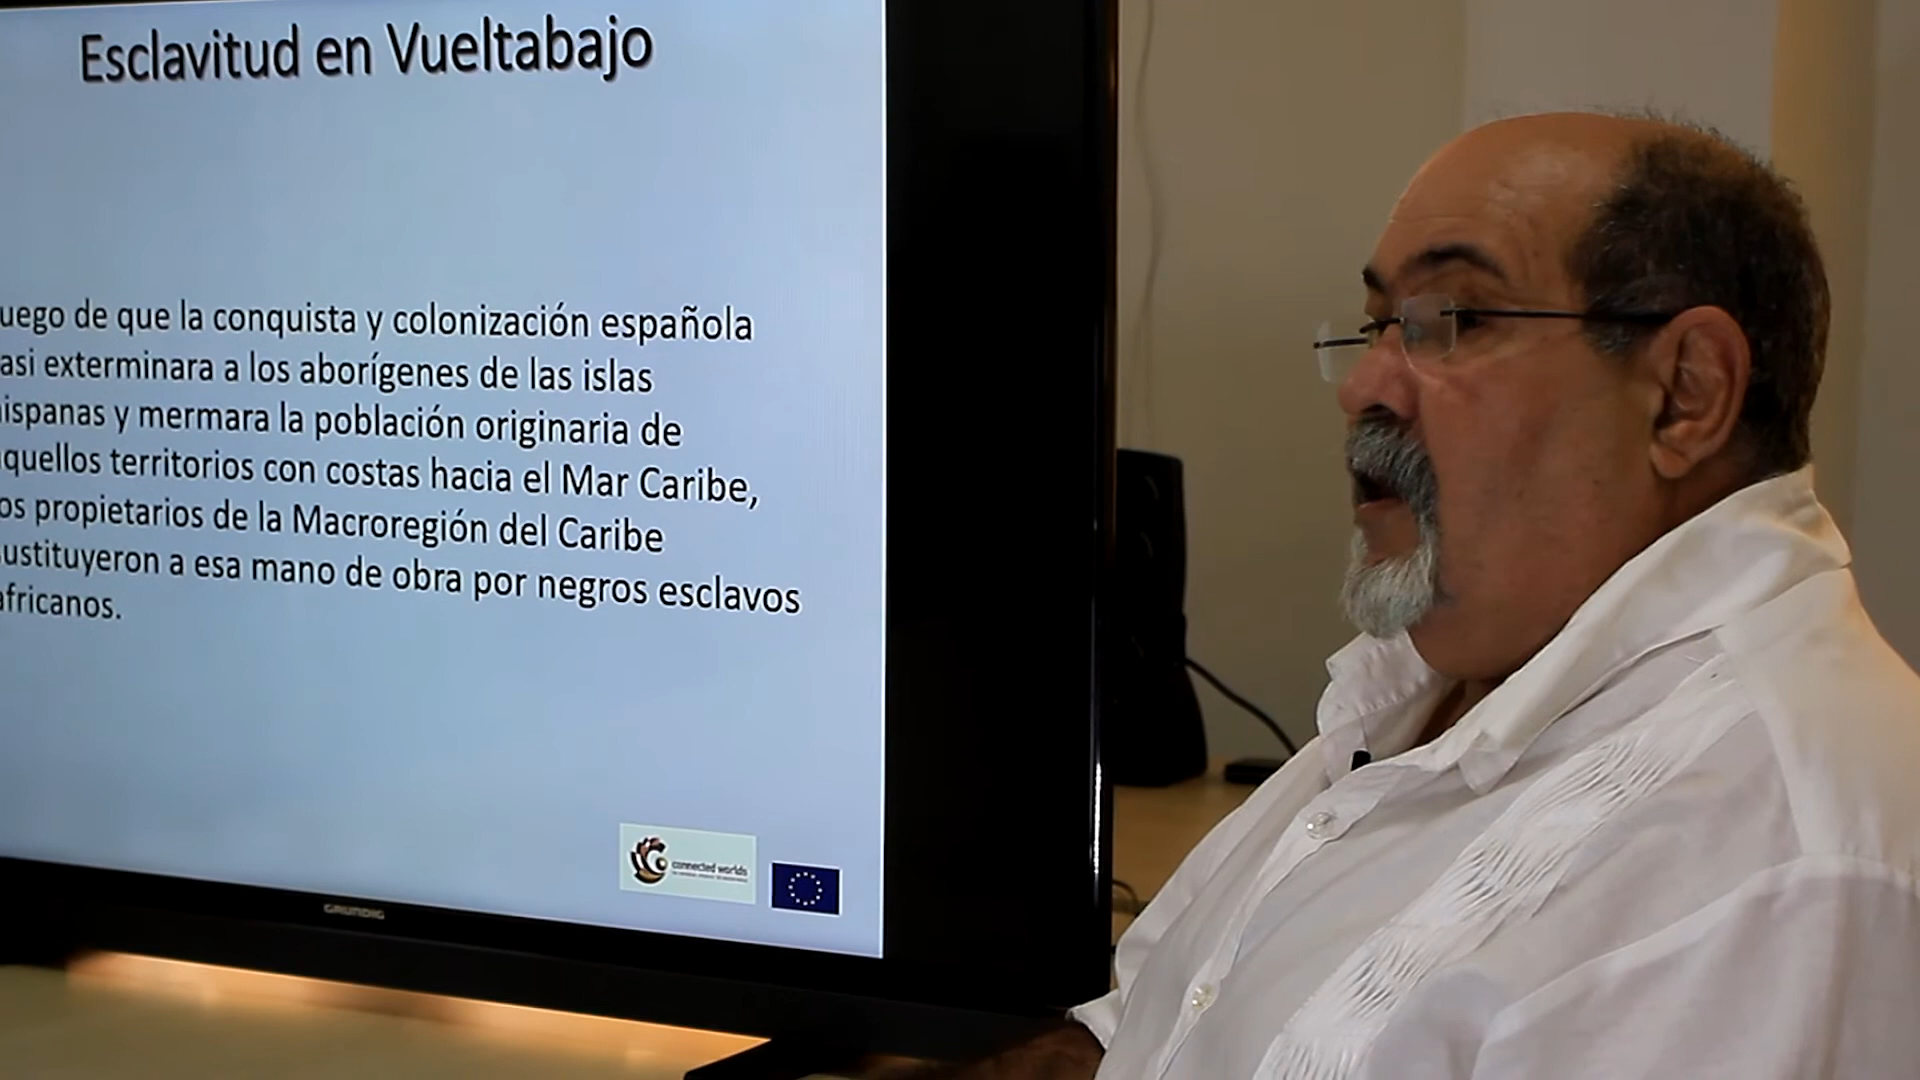 Esclavitud en Vueltabajo
uego de que la conquista y colonización española
asi exterminara a los aborígenes de las islas
ispanas y mermara la población originaria de
quellos territorios con costas hacia el Mar Caribe,
os propietarios de la Macroregión del Caribe
ustituyeron a esa mano de obra por negros esclavos
africanos.
connected worlds
GRUNDIG